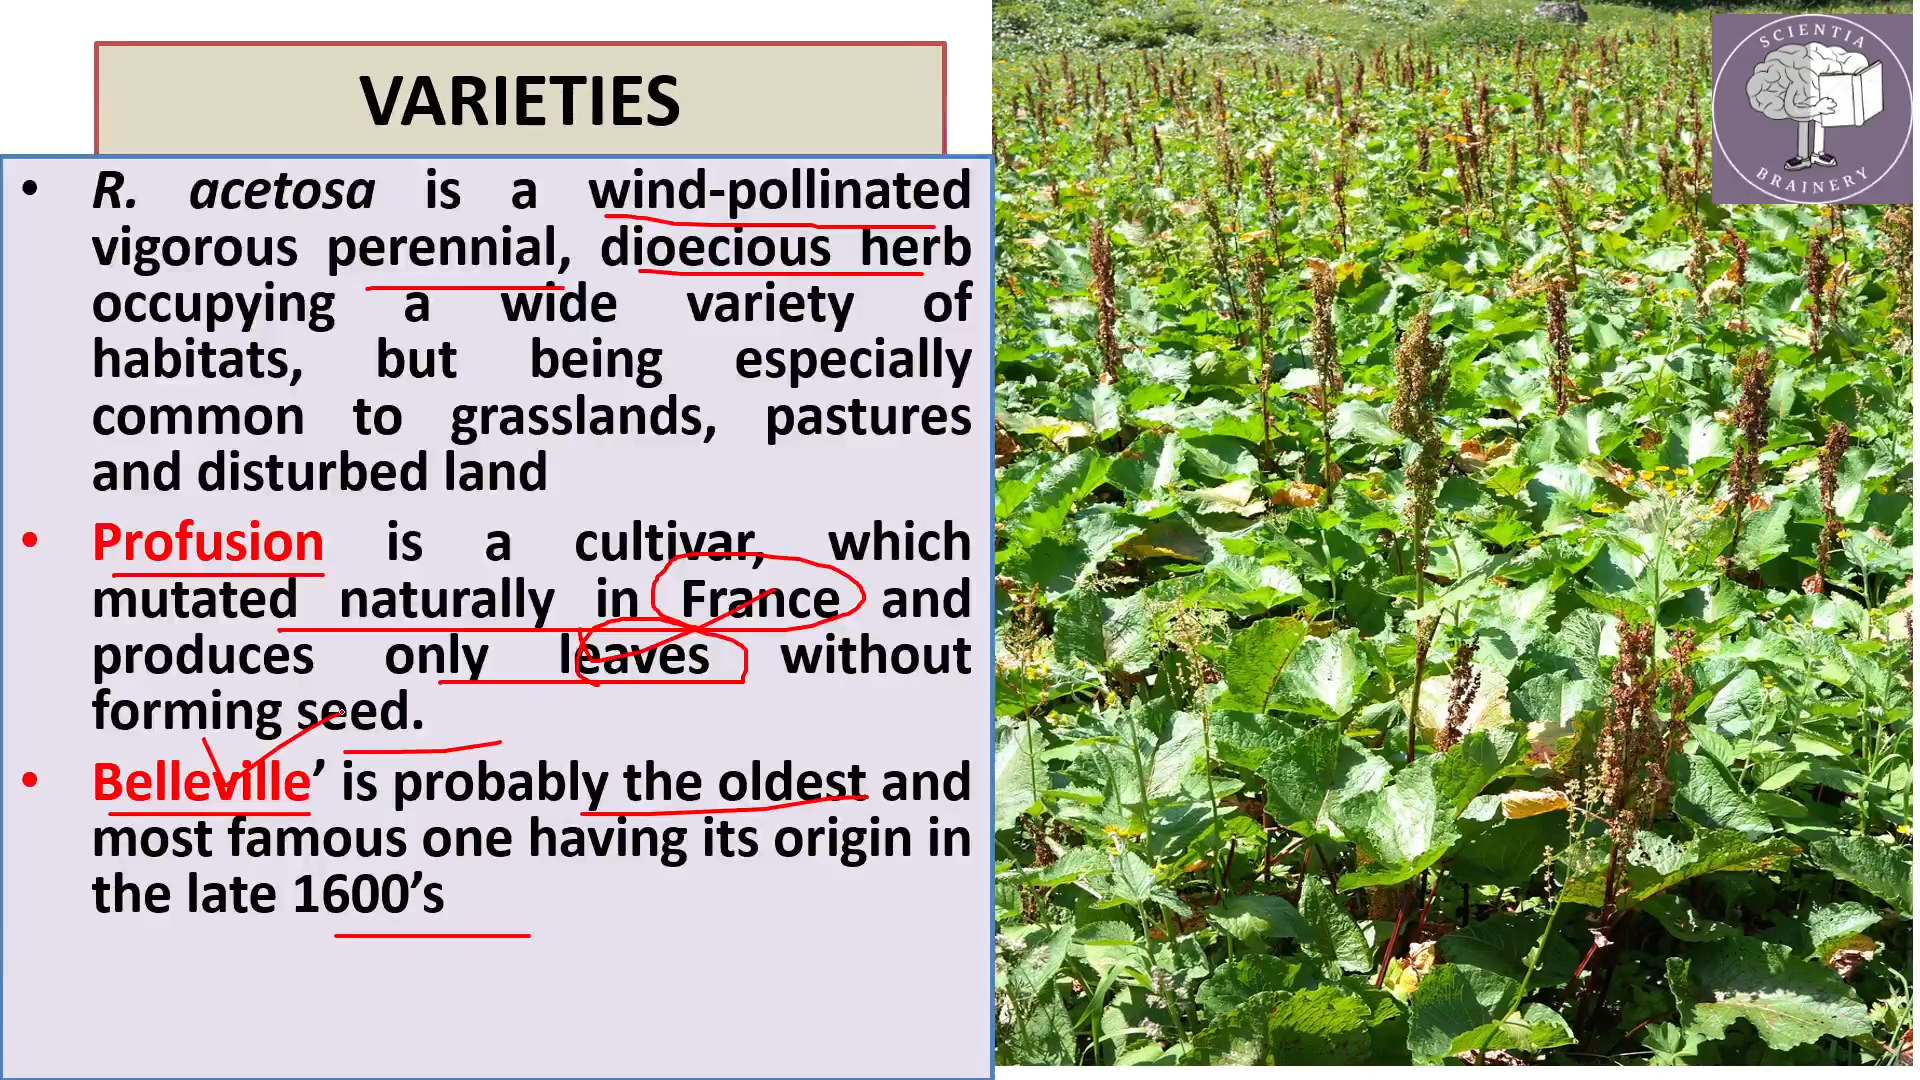 VARIETIES
SCIENTIA
BRAINERY
• R. acetosa is a wind-pollinated
vigorous perennial, dioecious herb
occupying a wide variety of
habitats, but being especially
common to grasslands, pastures
and disturbed land
• Profusion is a cultivar, which
mutated naturally in France and
produces only leaves without
forming seed.
• Belleville’ is probably the oldest and
most famous one having its origin in
the late 1600’s